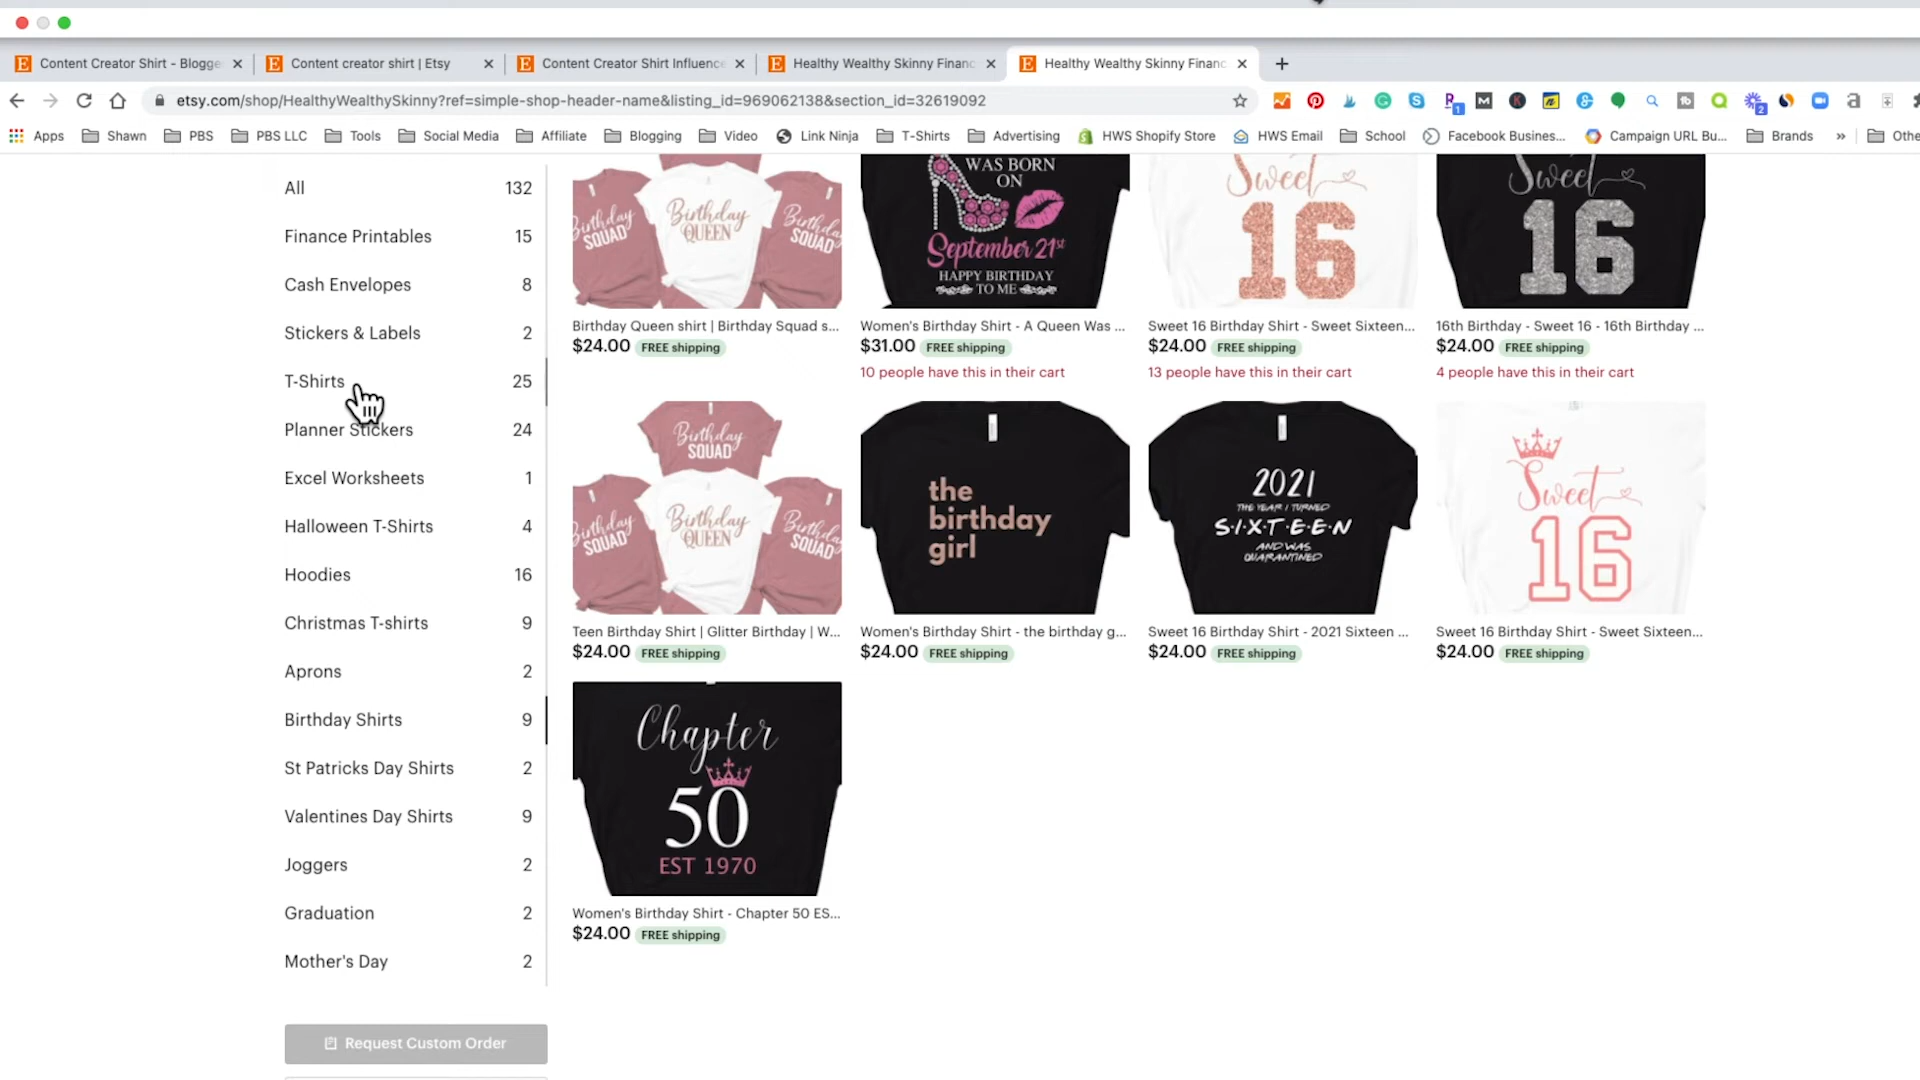 Content Creator Shirt - Blogge
Content creator shirt | Etsy
Content Creator Shirt Influence
Healthy Wealthy Skinny Financ
Healthy Wealthy Skinny Financ
etsy.com/shop/HealthyWealthySkinny?ref=simple-shop-header-name&listing_id=969062138&section_id=32619092
Apps
Shawn
PBS
PBS LLC
Tools
Social Media
Affiliate
Blogging
Video
Link Ninja
T-Shirts
Advertising
HWS Shopify Store
HWS Email
School
Facebook Busines...
Campaign URL Bu...
Brands
»
Othe
All 132
Finance Printables 15
Cash Envelopes 8
Stickers & Labels 2
T-Shirts 25
Planner Stickers 24
Excel Worksheets 1
Halloween T-Shirts 4
Hoodies 16
Christmas T-shirts 9
Aprons 2
Birthday Shirts 9
St Patricks Day Shirts 2
Valentines Day Shirts 9
Joggers 2
Graduation 2
Mother's Day 2
Request Custom Order
Birthday
SQUAD
Birthday
QUEEN
Birthda
SQUAD
Birthday Queen shirt | Birthday Squad s...
$24.00 FREE shipping
WAS BORN
ON
September 21st
HAPPY BIRTHDAY
TO ME
Women's Birthday Shirt - A Queen Was ...
$31.00 FREE shipping
10 people have this in their cart
Sweet
16
Sweet 16 Birthday Shirt - Sweet Sixteen...
$24.00 FREE shipping
13 people have this in their cart
Sweet
16
16th Birthday - Sweet 16 - 16th Birthday ...
$24.00 FREE shipping
4 people have this in their cart
Birthday
SQUAD
Birthday
SQUAD
Birthday
QUEEN
Birthda
SQUAD
Teen Birthday Shirt | Glitter Birthday | W...
$24.00 FREE shipping
the
birthday
girl
Women's Birthday Shirt - the birthday g...
$24.00 FREE shipping
2021
THE YEAR I TURNED
S·I·X·T·E·E·N
AND WAS
QUARANTINED
Sweet 16 Birthday Shirt - 2021 Sixteen ...
$24.00 FREE shipping
Sweet
16
Sweet 16 Birthday Shirt - Sweet Sixteen...
$24.00 FREE shipping
Chapter
50
EST 1970
Women's Birthday Shirt - Chapter 50 ES...
$24.00 FREE shipping